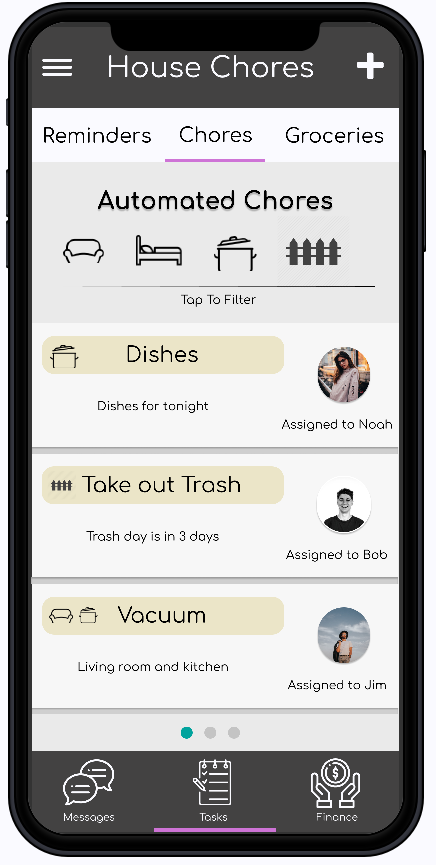 House Chores
Reminders Chores Groceries
Automated Chores
Tap To Filter
Dishes
Dishes for tonight
Assigned to Noah
Take out Trash
Trash day is in 3 days
Assigned to Bob
Vacuum
Living room and kitchen
Assigned to Jim
Messages Tasks Finance